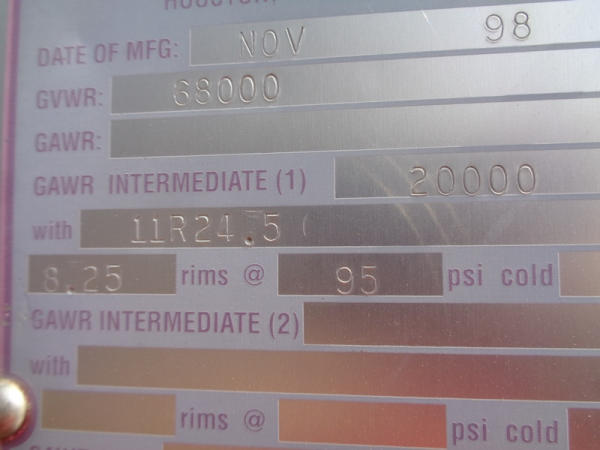 HOUSTON,
DATE OF MFG: NOV 98
GVWR: 68000
GAWR:
GAWR INTERMEDIATE (1) 20000
with 11R24.5
8.25 rims @ 95 psi cold
GAWR INTERMEDIATE (2)
with
rims @ psi cold